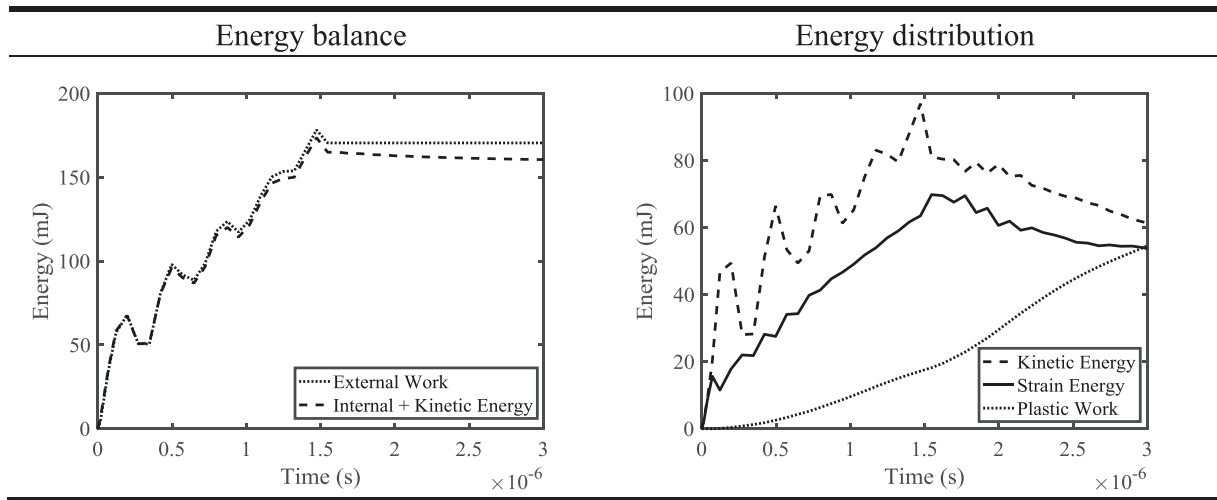 Energy balance
Energy distribution
Energy (mJ)
200
150
100
50
0
External Work
Internal + Kinetic Energy
0 0.5 1 1.5 2 2.5 3
Time (s)
×10-6
Energy (mJ)
100
80
60
40
20
0
Kinetic Energy
Strain Energy
Plastic Work
0 0.5 1 1.5 2 2.5 3
Time (s)
×10-6